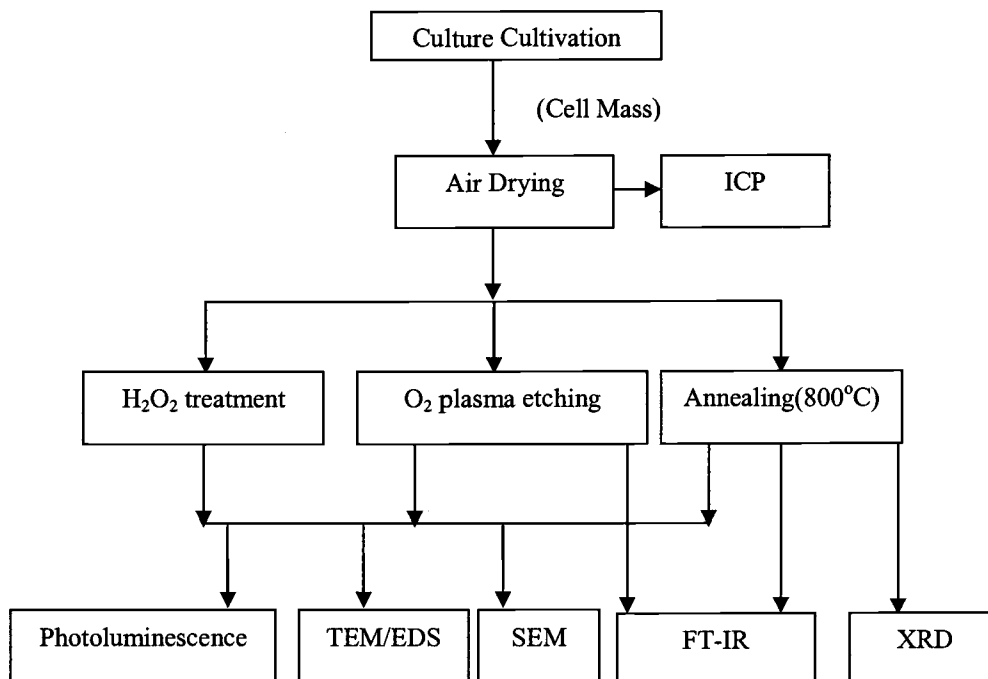 Culture Cultivation
(Cell Mass)
Air Drying
ICP
H₂O₂ treatment
O₂ plasma etching
Annealing(800°C)
Photoluminescence
TEM/EDS
SEM
FT-IR
XRD